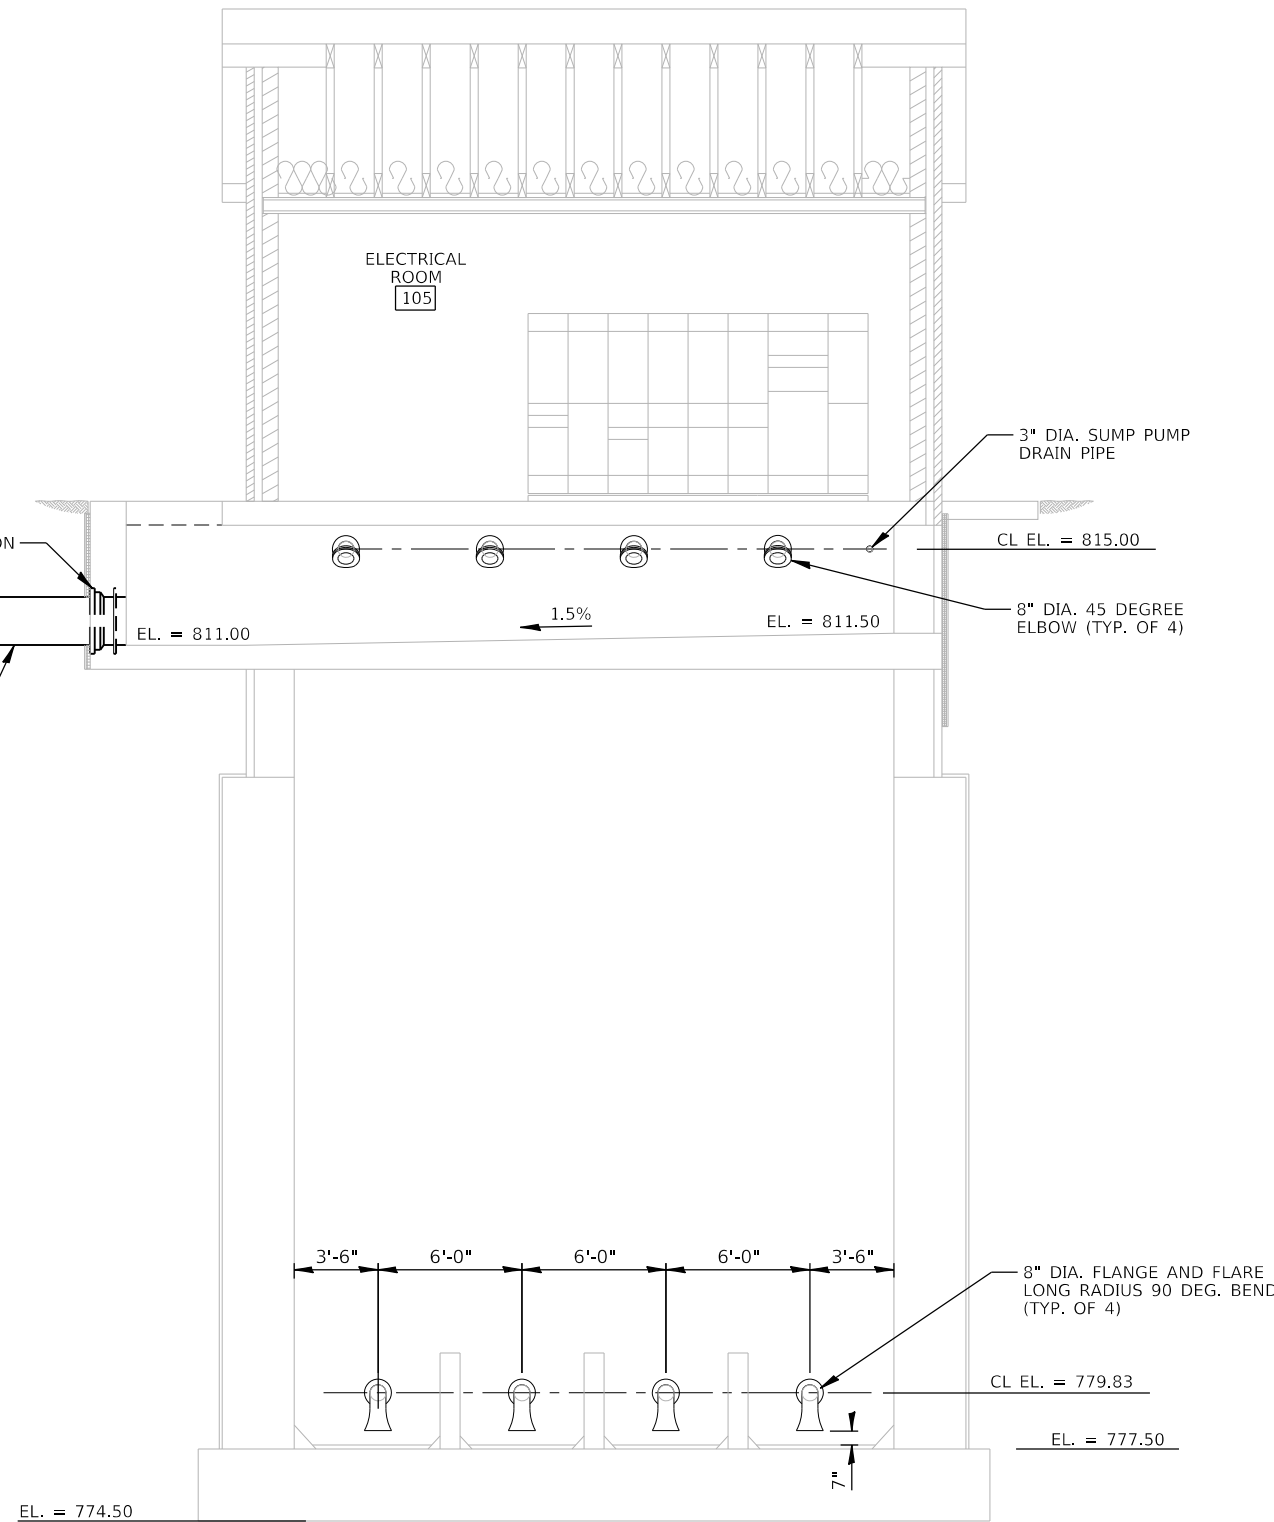 ELECTRICAL
ROOM
105
3" DIA. SUMP PUMP
DRAIN PIPE
ON
CL EL. = 815.00
1.5%
EL. = 811.00
EL. = 811.50
8" DIA. 45 DEGREE
ELBOW (TYP. OF 4)
3'-6" 6'-0" 6'-0" 6'-0" 3'-6"
8" DIA. FLANGE AND FLARE
LONG RADIUS 90 DEG. BEND
(TYP. OF 4)
CL EL. = 779.83
EL. = 777.50
7"
EL. = 774.50